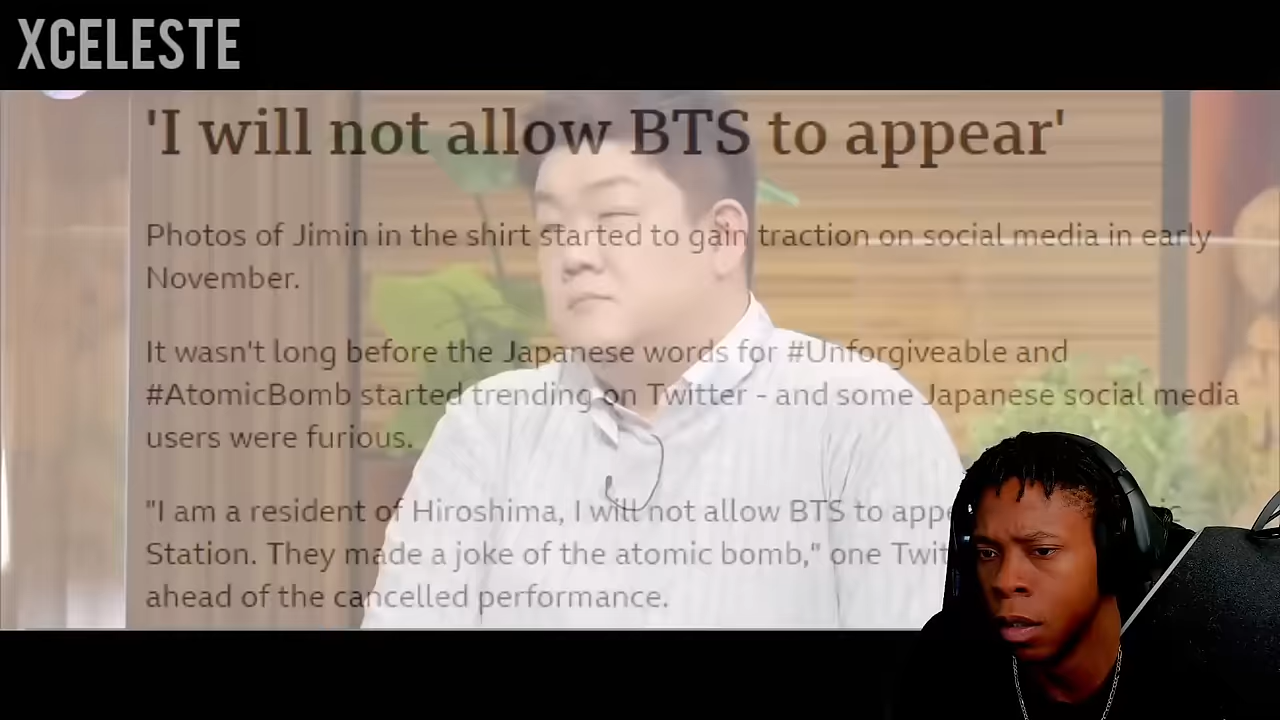 XCELESTE
'I will not allow BTS to appear'
Photos of Jimin in the shirt started to gain traction on social media in early
November.
It wasn't long before the Japanese words for #Unforgiveable and
#AtomicBomb started trending on Twitter - and some Japanese social media
users were furious.
"I am a resident of Hiroshima, I will not allow BTS to
Station. They made a joke of the atomic bomb," one
ahead of the cancelled performance.